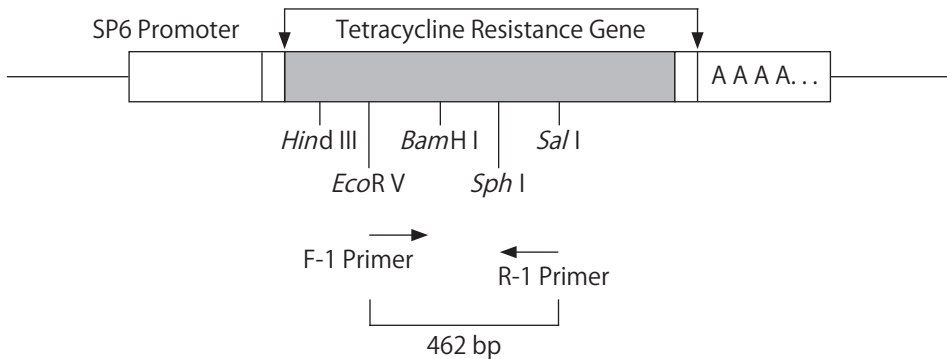 SP6 Promoter
Tetracycline Resistance Gene
A A A A. . .
Hind III
BamH I
Sal I
EcoR V
Sph I
F-1 Primer
R-1 Primer
462 bp